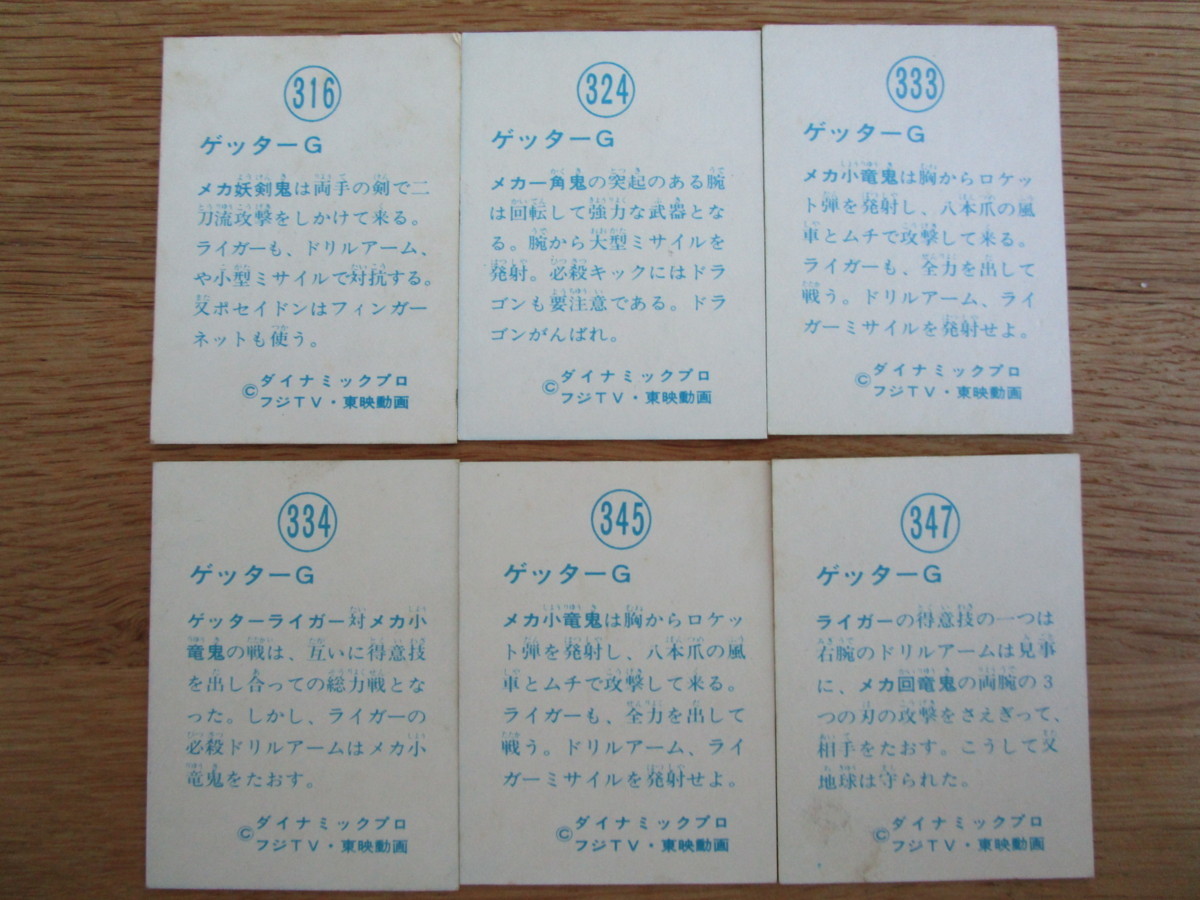 316
ゲッターG
メカ妖剣鬼は両手の剣で二
刀流攻撃をしかけて来る。
ライガーも、ドリルアーム、
や小型ミサイルで対抗する。
又ポセイドンはフィンガー
ネットも使う。
©ダイナミックプロ
フジTV・東映動画
324
ゲッターG
メカ一角鬼の突起のある腕
は回転して強力な武器とな
る。腕から大型ミサイルを
発射。必殺キックにはドラ
ゴンも要注意である。ドラ
ゴンがんばれ。
©ダイナミックプロ
フジTV・東映動画
333
ゲッターG
メカ小竜鬼は胸からロケッ
ト弾を発射し、八本爪の風
車とムチで攻撃して来る。
ライガーも、全力を出して
戦う。ドリルアーム、ライ
ガーミサイルを発射せよ。
©ダイナミックプロ
フジTV・東映動画
334
ゲッターG
ゲッターライガー対メカ小
竜鬼の戦は、互いに得意技
を出し合っての総力戦とな
った。しかし、ライガーの
必殺ドリルアームはメカ小
竜鬼をたおす。
©ダイナミックプロ
フジTV・東映動画
345
ゲッターG
メカ小竜鬼は胸からロケッ
ト弾を発射し、八本爪の風
車とムチで攻撃して来る。
ライガーも、全力を出して
戦う。ドリルアーム、ライ
ガーミサイルを発射せよ。
©ダイナミックプロ
フジTV・東映動画
347
ゲッターG
ライガーの得意技の一つは
右腕のドリルアームは見事
に、メカ回竜鬼の両腕の3
つの刃の攻撃をさえぎって、
相手をたおす。こうして又
地球は守られた。
©ダイナミックプロ
フジTV・東映動画